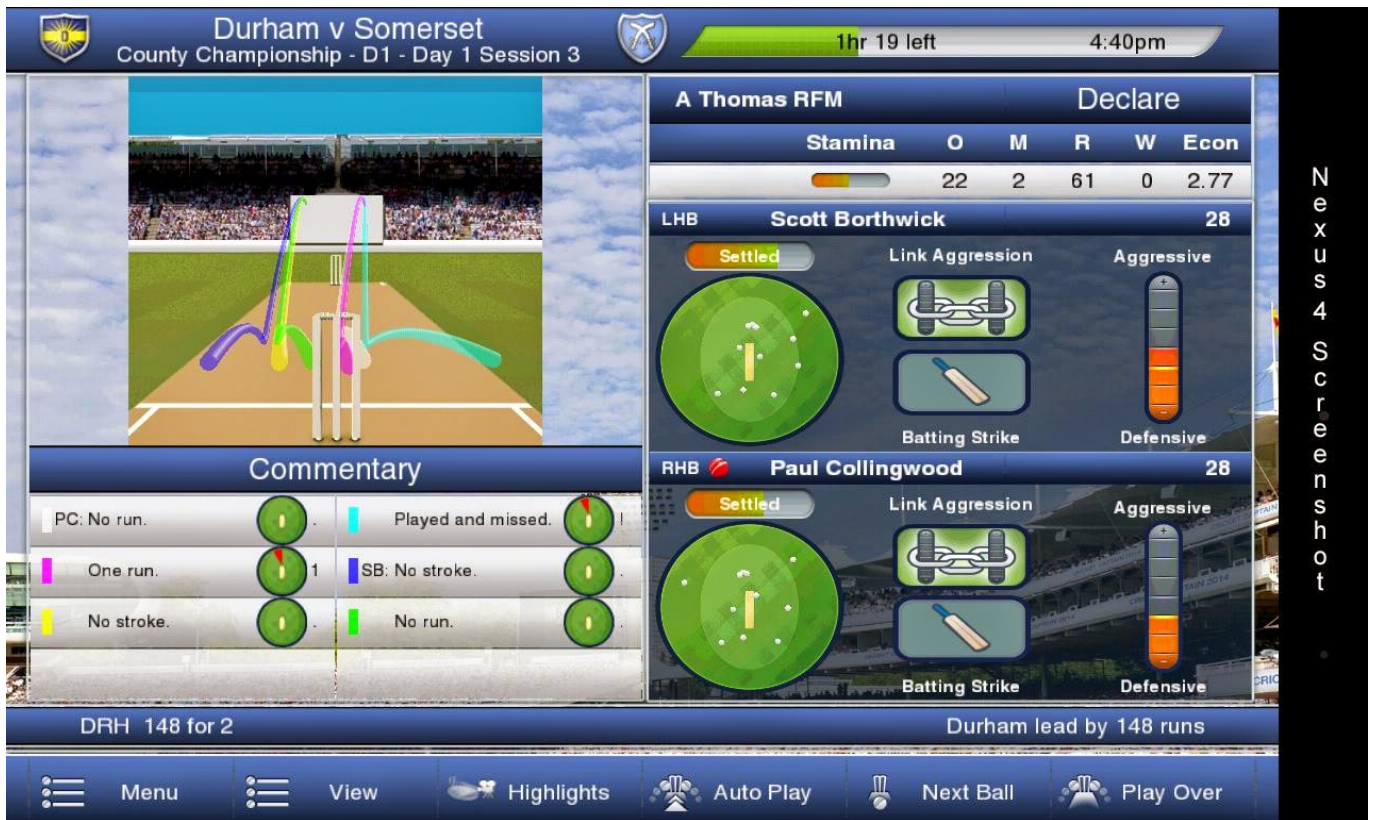 Durham v Somerset
County Championship - D1 - Day 1 Session 3
1hr 19 left 4:40pm
A Thomas RFM Declare
Stamina O M R W Econ
22 2 61 0 2.77
LHB Scott Borthwick 28
Settled Link Aggression Aggressive
+
-
Batting Strike Defensive
RHB Paul Collingwood 28
Settled Link Aggression Aggressive
+
-
Batting Strike Defensive
Commentary
PC: No run. . Played and missed. !
One run. 1 SB: No stroke. .
No stroke. . No run. .
DRH 148 for 2 Durham lead by 148 runs
Menu View Highlights Auto Play Next Ball Play Over
Nexus 4 Screenshot